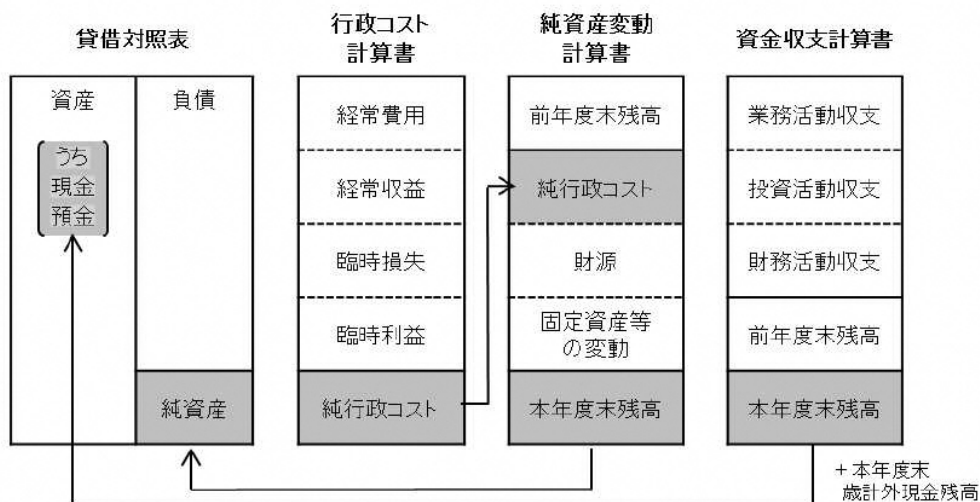 貸借対照表
資産
負債
うち
現金
預金
純資産
行政コスト
計算書
経常費用
経常収益
臨時損失
臨時利益
純行政コスト
純資産変動
計算書
前年度末残高
純行政コスト
財源
固定資産等
の変動
本年度末残高
資金収支計算書
業務活動収支
投資活動収支
財務活動収支
前年度末残高
本年度末残高
+本年度末
歳計外現金残高